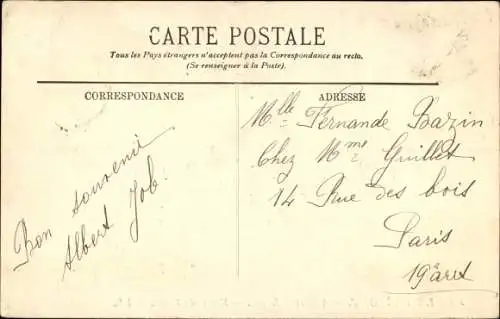 CARTE POSTALE
Tous les Pays étrangers n'acceptent pas la Correspondance au recto.
(Se renseigner à la Poste).
CORRESPONDANCE
Bon souvenir
Albert Job
ADRESSE
Mlle Fernande Bazin
Chez Mme Guillet
14 Rue des bois
Paris
19e arrt